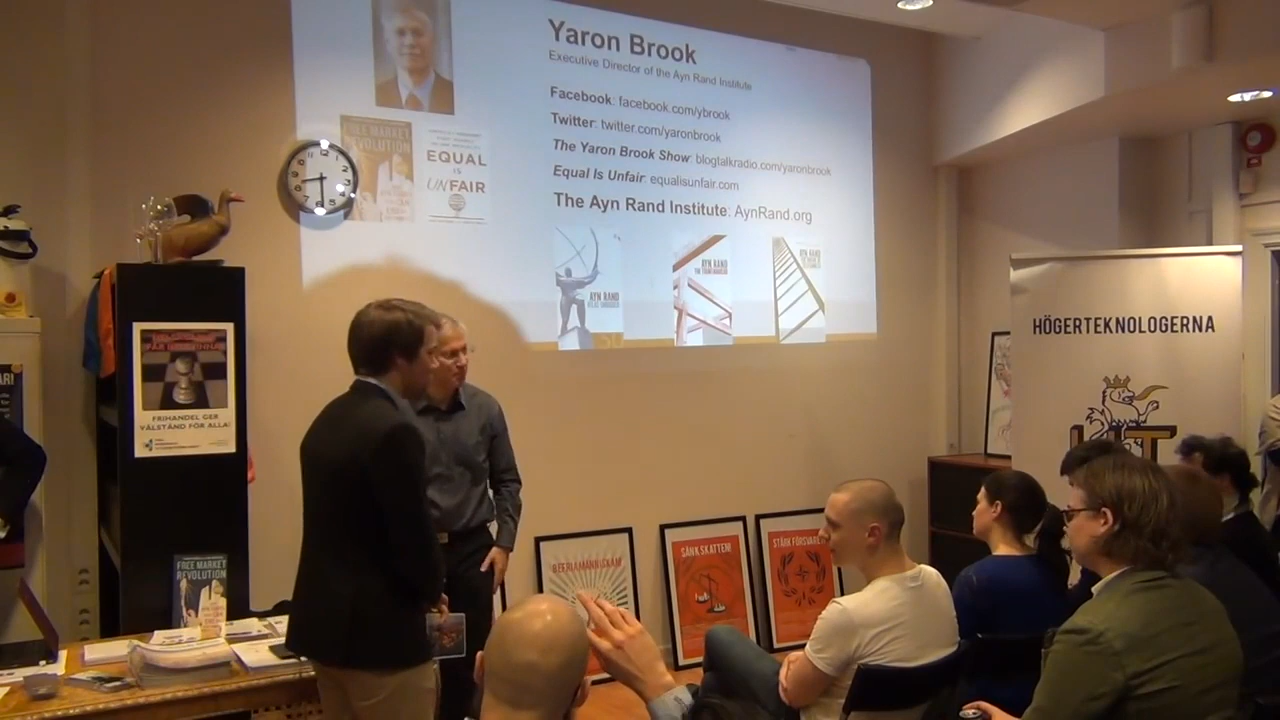 Yaron Brook
Executive Director of the Ayn Rand Institute
Facebook: facebook.com/ybrook
Twitter: twitter.com/yaronbrook
The Yaron Brook Show: blogtalkradio.com/yaronbrook
Equal Is Unfair: equalisunfair.com
The Ayn Rand Institute: AynRand.org
FREE MARKET
REVOLUTION
EQUAL
IS
UNFAIR
AYN RAND
AYN RAND
AYN RAND
HÖGERTEKNOLOGERNA
HT
FRIHANDEL GER
VÄLSTÅND FÖR ALLA!
FREE MARKET
REVOLUTION
BEFRIA MÄNNISKAN
SÄNK SKATTEN!
STÄRK FÖRSVARET